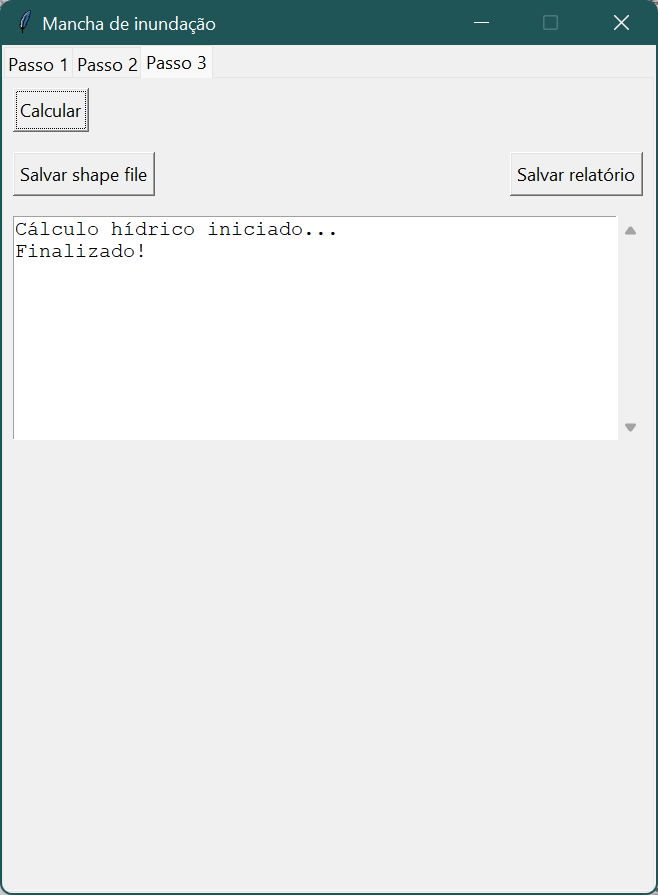 Mancha de inundação
Passo 1 Passo 2 Passo 3
Calcular
Salvar shape file Salvar relatório
Cálculo hídrico iniciado...
Finalizado!